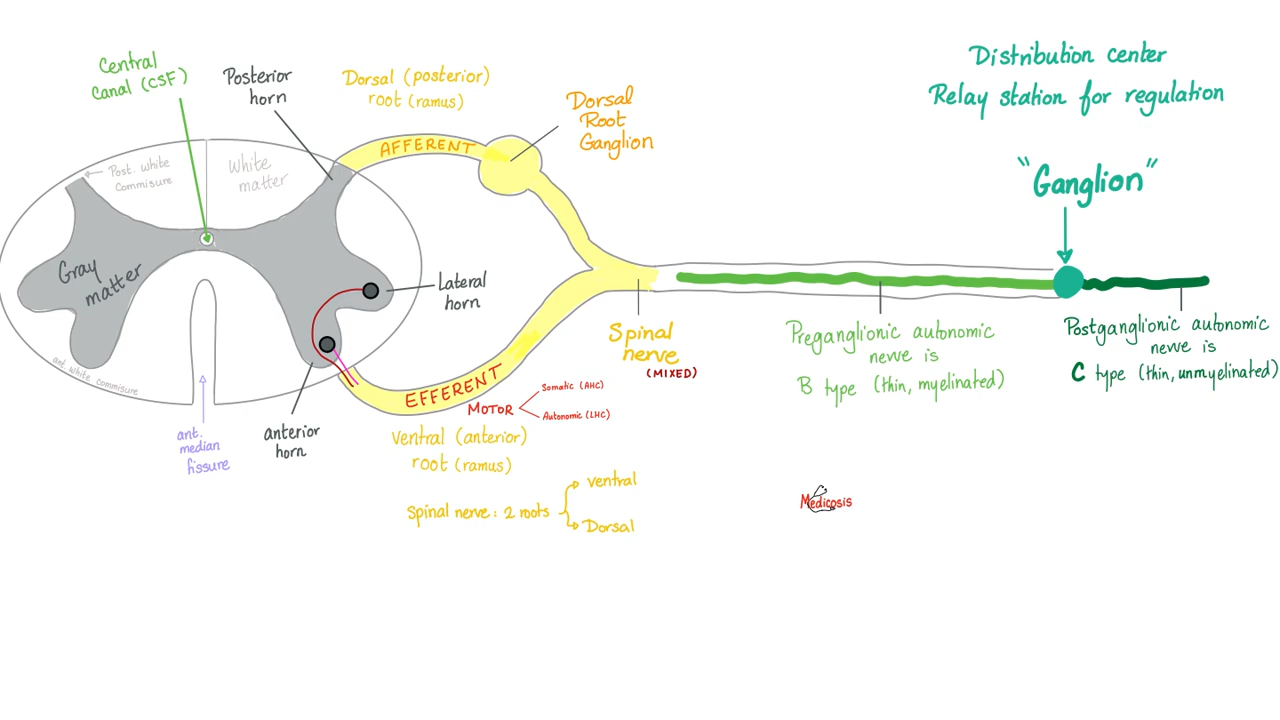 Central
Canal (CSF)
Posterior
horn
Dorsal (posterior)
root (ramus)
Dorsal
Root
Ganglion
Distribution center
Relay station for regulation
"Ganglion"
AFFERENT
Post. white
commisure
White
matter
Gray
matter
Lateral
horn
Spinal
nerve
(MIXED)
Preganglionic autonomic
nerve is
B type (thin, myelinated)
Postganglionic autonomic
nerve is
C type (thin, unmyelinated)
ant. white commisure
EFFERENT
MOTOR
Somatic (AHC)
Autonomic (LHC)
ant.
median
fissure
anterior
horn
Ventral (anterior)
root (ramus)
Spinal nerve: 2 roots
ventral
Dorsal
Medicosis